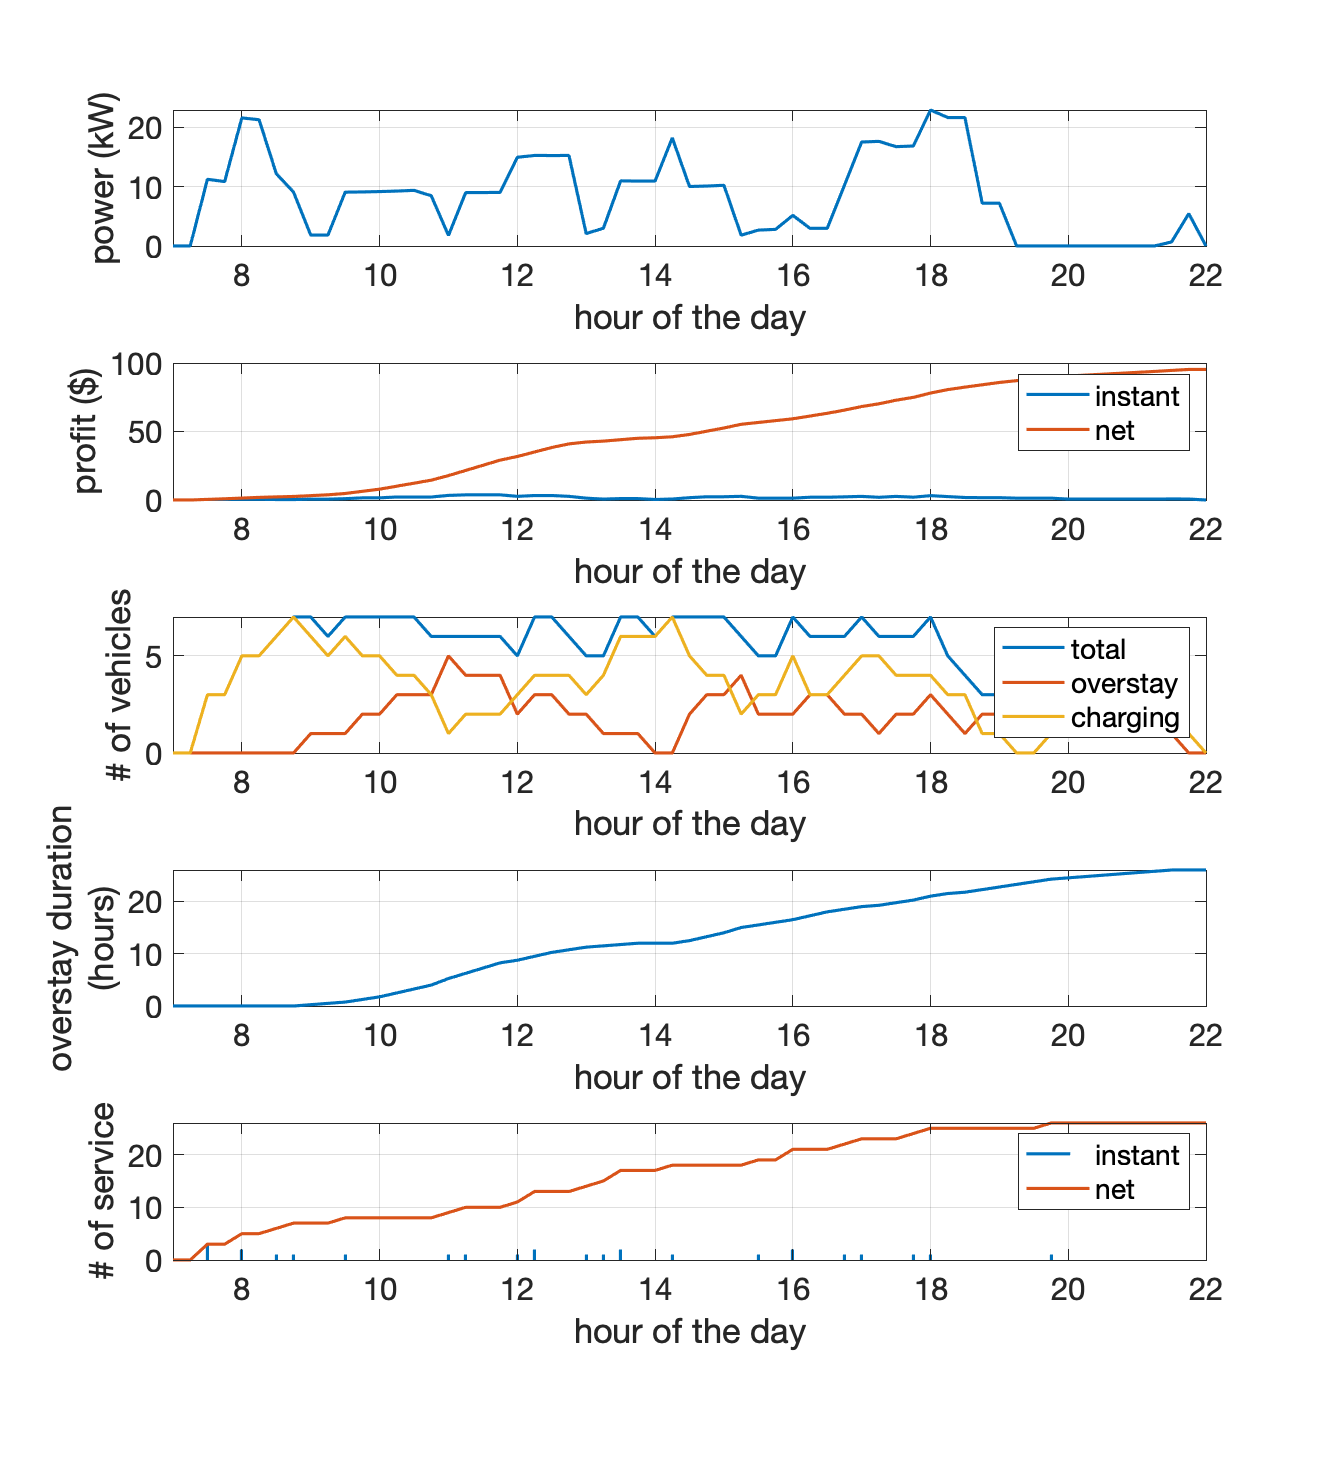 power (kW)
20
10
0
8 10 12 14 16 18 20 22
hour of the day
profit ($)
100
50
0
instant
net
8 10 12 14 16 18 20 22
hour of the day
# of vehicles
5
0
total
overstay
charging
8 10 12 14 16 18 20 22
hour of the day
overstay duration
(hours)
20
10
0
8 10 12 14 16 18 20 22
hour of the day
# of service
20
10
0
instant
net
8 10 12 14 16 18 20 22
hour of the day